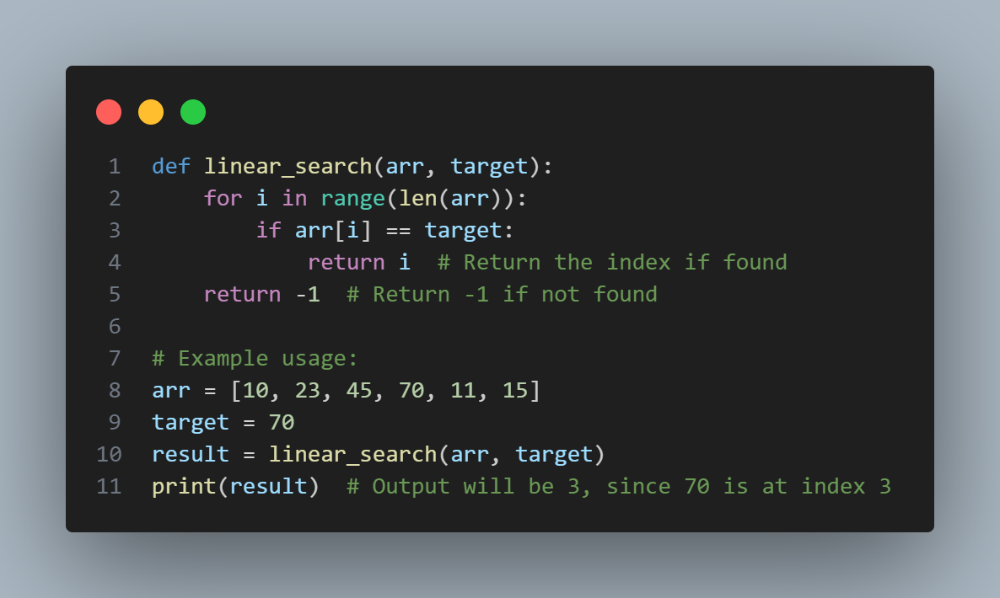 1 def linear_search(arr, target):
2     for i in range(len(arr)):
3         if arr[i] == target:
4             return i  # Return the index if found
5     return -1  # Return -1 if not found
6
7 # Example usage:
8 arr = [10, 23, 45, 70, 11, 15]
9 target = 70
10 result = linear_search(arr, target)
11 print(result)  # Output will be 3, since 70 is at index 3